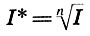 I* = ⁿ√I